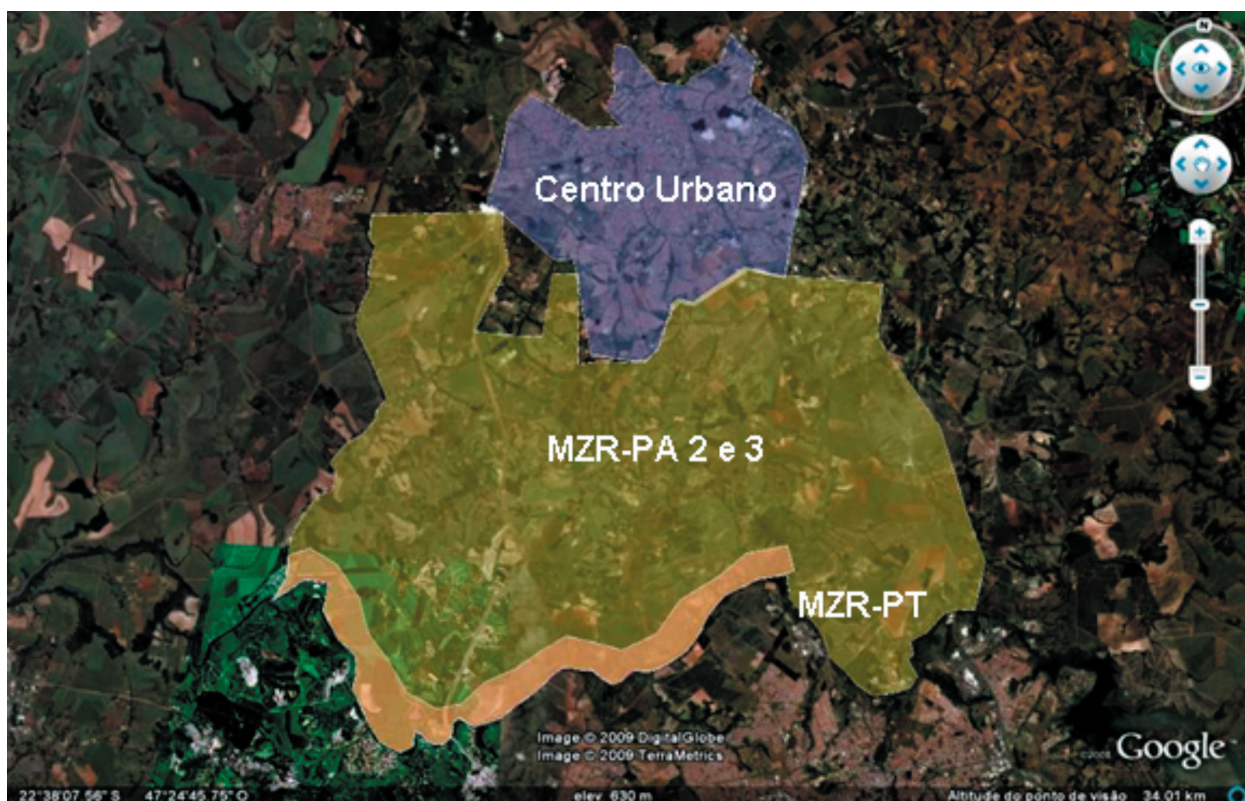 N
Centro Urbano
MZR-PA 2 e 3
MZR-PT
Image © 2009 DigitalGlobe
Image © 2009 TerraMetrics
Google
22°38'07.56" S 47°24'45.75" O elev 630 m Altitude do ponto de visão 34.01 km